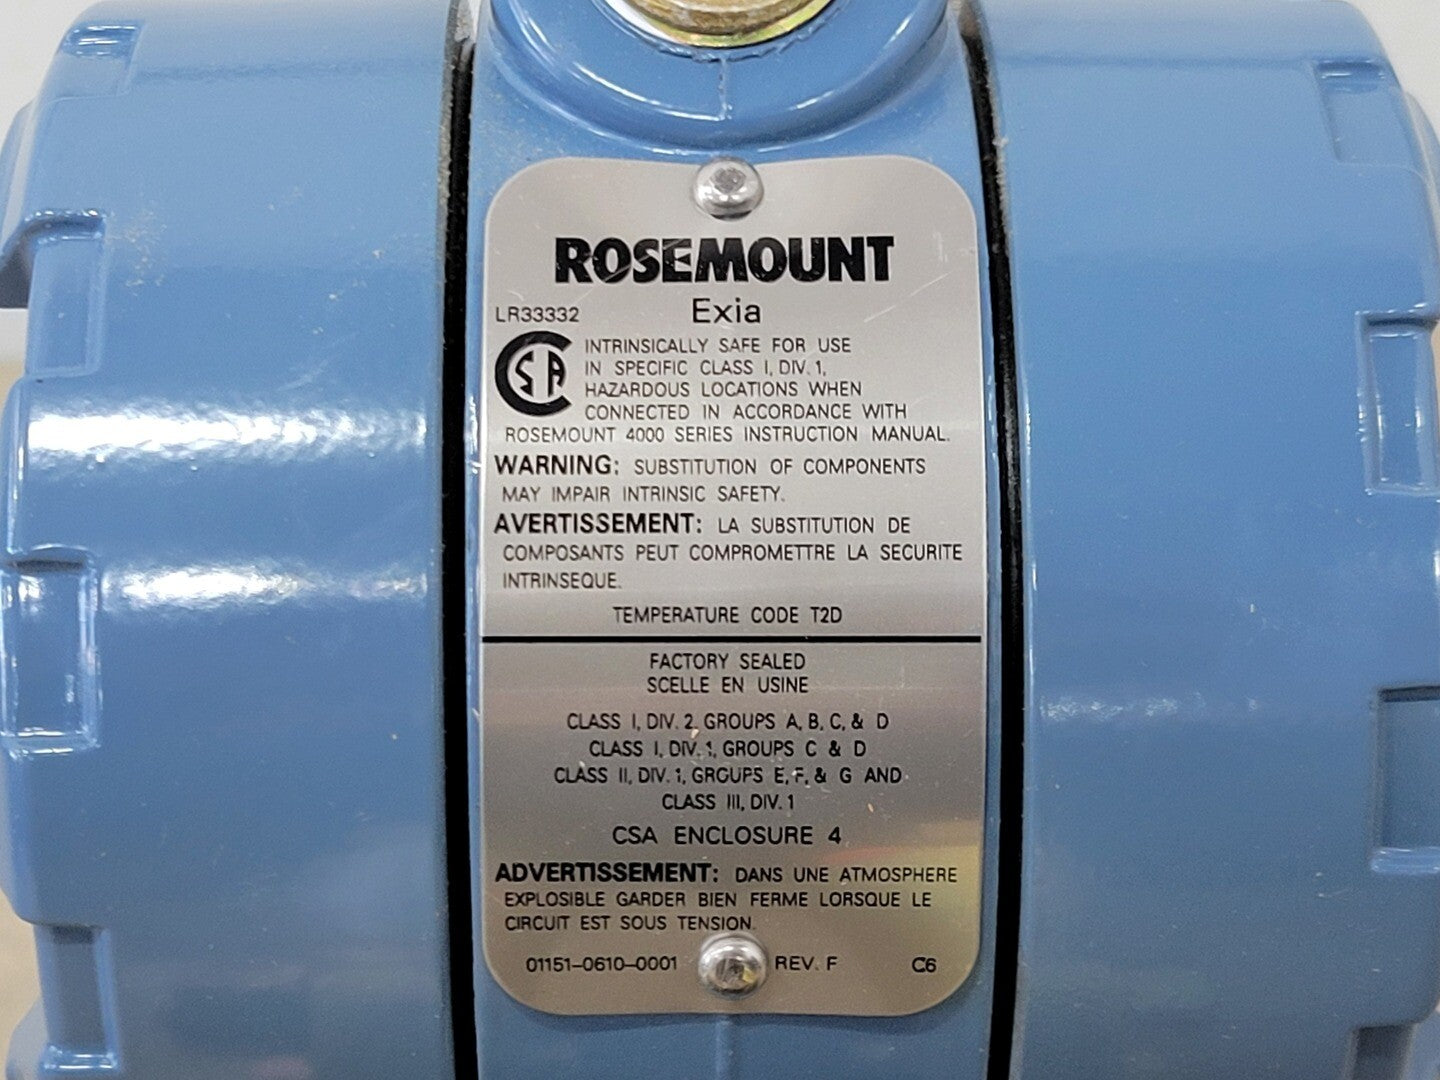 ROSEMOUNT
Exia
LR33332
CSA
INTRINSICALLY SAFE FOR USE
IN SPECIFIC CLASS I, DIV. 1,
HAZARDOUS LOCATIONS WHEN
CONNECTED IN ACCORDANCE WITH
ROSEMOUNT 4000 SERIES INSTRUCTION MANUAL.
WARNING: SUBSTITUTION OF COMPONENTS
MAY IMPAIR INTRINSIC SAFETY.
AVERTISSEMENT: LA SUBSTITUTION DE
COMPOSANTS PEUT COMPROMETTRE LA SECURITE
INTRINSEQUE.
TEMPERATURE CODE T2D
FACTORY SEALED
SCELLE EN USINE
CLASS I, DIV. 2, GROUPS A, B, C, & D
CLASS I, DIV. 1, GROUPS C & D
CLASS II, DIV. 1, GROUPS E, F, & G AND
CLASS III, DIV. 1
CSA ENCLOSURE 4
ADVERTISSEMENT: DANS UNE ATMOSPHERE
EXPLOSIBLE GARDER BIEN FERME LORSQUE LE
CIRCUIT EST SOUS TENSION.
01151-0610-0001 REV. F C6